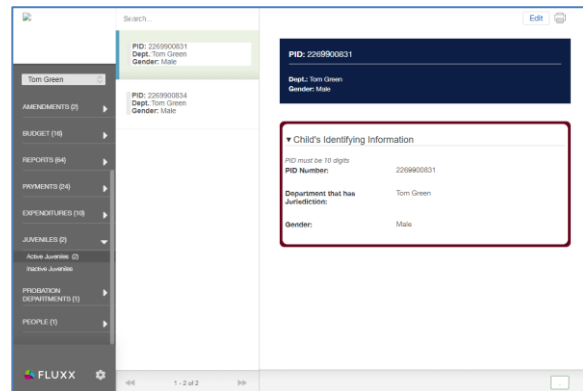 Search...
Edit
Tom Green
AMENDMENTS (2)
BUDGET (16)
REPORTS (64)
PAYMENTS (24)
EXPENDITURES (10)
JUVENILES (2)
Active Juveniles (2)
Inactive Juveniles
PROBATION
DEPARTMENTS (1)
PEOPLE (1)
FLUXX
PID: 2269900831
Dept. Tom Green
Gender: Male
PID: 2269900834
Dept. Tom Green
Gender: Male
1 - 2 of 2
PID: 2269900831
Dept.: Tom Green
Gender: Male
Child's Identifying Information
PID must be 10 digits
PID Number: 2269900831
Department that has Tom Green
Jurisdiction:
Gender: Male